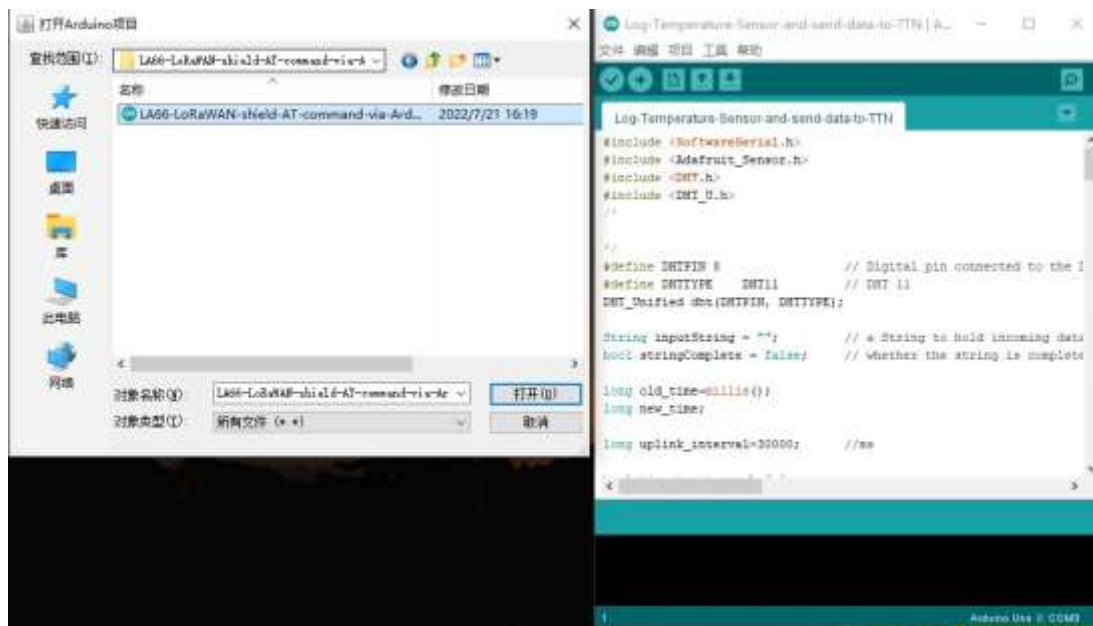 打开Arduino项目
查找范围(I):
LA66-LoRaWAN-shield-AT-command-via-A
名称
修改日期
LA66-LoRaWAN-shield-AT-command-via-Ard...
2022/7/21 16:19
快速访问
桌面
库
此电脑
网络
对象名称(N):
LA66-LoRaWAN-shield-AT-command-via-Ar
打开(O)
对象类型(T):
所有文件 (*.*)
取消
Log-Temperature-Sensor-and-send-data-to-TTN | A...
文件 编辑 项目 工具 帮助
Log-Temperature-Sensor-and-send-data-to-TTN
#include <SoftwareSerial.h>
#include <Adafruit_Sensor.h>
#include <DHT.h>
#include <DHT_U.h>
/*
*/
#define DHTPIN 8 // Digital pin connected to the
#define DHTTYPE DHT11 // DHT 11
DHT_Unified dht(DHTPIN, DHTTYPE);
String inputString = ""; // a String to hold incoming data
bool stringComplete = false; // whether the string is complete
long old_time=millis();
long new_time;
long uplink_interval=30000; //ms
1
Arduino Uno 在 COM3